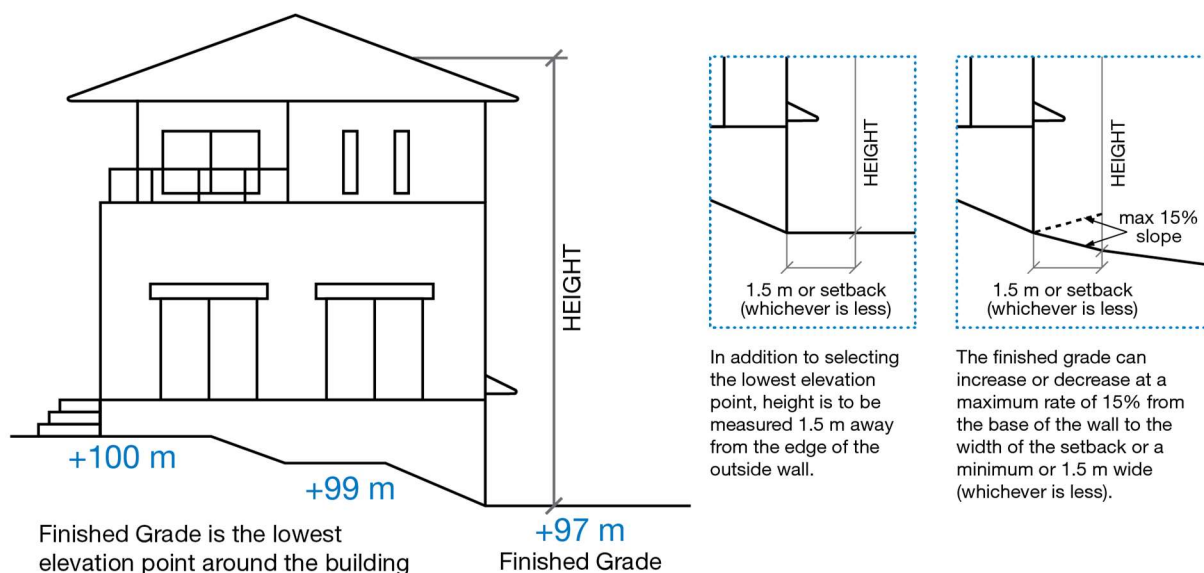 HEIGHT
+100 m
+99 m
+97 m
Finished Grade
Finished Grade is the lowest
elevation point around the building
HEIGHT
1.5 m or setback
(whichever is less)
In addition to selecting
the lowest elevation
point, height is to be
measured 1.5 m away
from the edge of the
outside wall.
HEIGHT
max 15%
slope
1.5 m or setback
(whichever is less)
The finished grade can
increase or decrease at a
maximum rate of 15% from
the base of the wall to the
width of the setback or a
minimum or 1.5 m wide
(whichever is less).